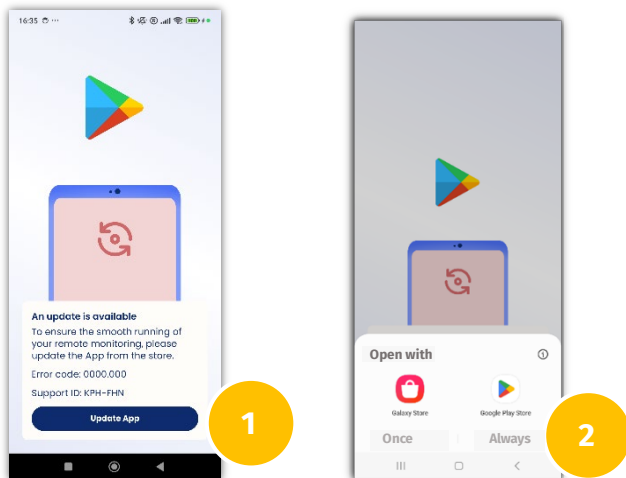 16:35
An update is available
To ensure the smooth running of
your remote monitoring, please
update the App from the store.
Error code: 0000.000
Support ID: KPH-FHN
Update App
1
Open with
Galaxy Store
Google Play Store
Once
Always
2